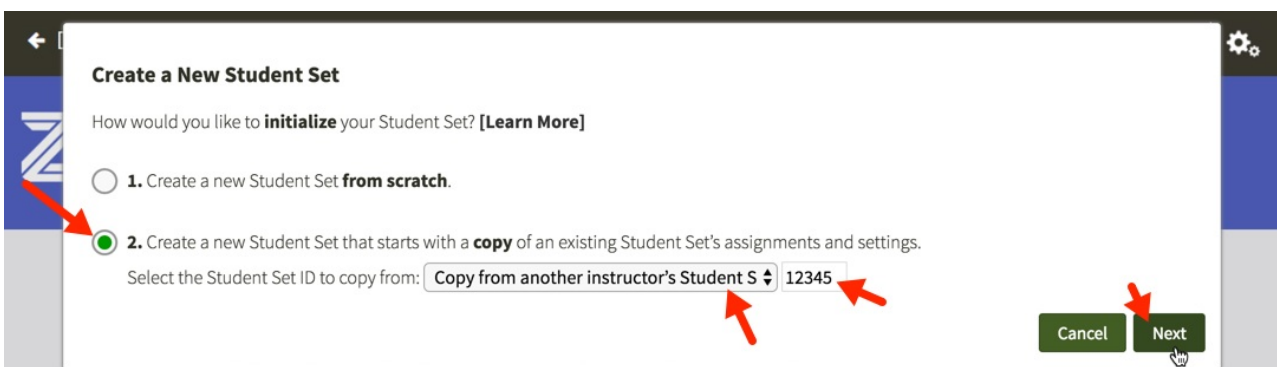 Create a New Student Set
How would you like to initialize your Student Set? [Learn More]
1. Create a new Student Set from scratch.
2. Create a new Student Set that starts with a copy of an existing Student Set's assignments and settings.
Select the Student Set ID to copy from: Copy from another instructor's Student S 12345
Cancel Next